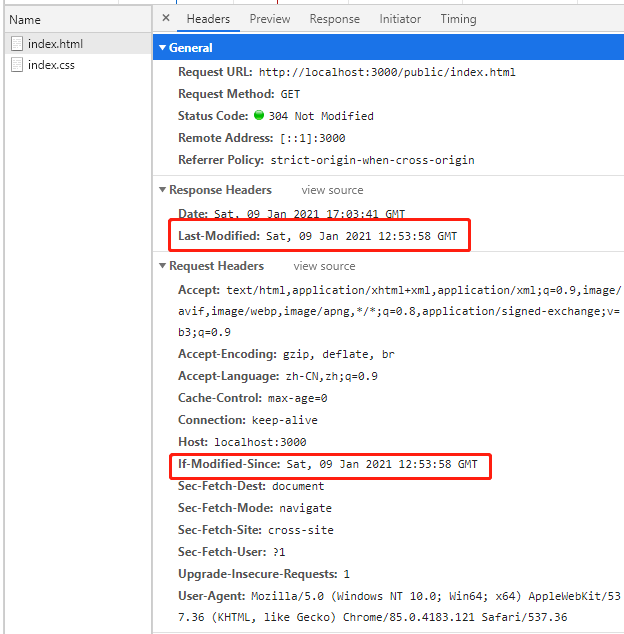 Name
× Headers Preview Response Initiator Timing
index.html
index.css
General
Request URL: http://localhost:3000/public/index.html
Request Method: GET
Status Code: 304 Not Modified
Remote Address: [::1]:3000
Referrer Policy: strict-origin-when-cross-origin
Response Headers view source
Date: Sat, 09 Jan 2021 17:03:41 GMT
Last-Modified: Sat, 09 Jan 2021 12:53:58 GMT
Request Headers view source
Accept: text/html,application/xhtml+xml,application/xml;q=0.9,image/
avif,image/webp,image/apng,*/*;q=0.8,application/signed-exchange;v=
b3;q=0.9
Accept-Encoding: gzip, deflate, br
Accept-Language: zh-CN,zh;q=0.9
Cache-Control: max-age=0
Connection: keep-alive
Host: localhost:3000
If-Modified-Since: Sat, 09 Jan 2021 12:53:58 GMT
Sec-Fetch-Dest: document
Sec-Fetch-Mode: navigate
Sec-Fetch-Site: cross-site
Sec-Fetch-User: ?1
Upgrade-Insecure-Requests: 1
User-Agent: Mozilla/5.0 (Windows NT 10.0; Win64; x64) AppleWebKit/53
7.36 (KHTML, like Gecko) Chrome/85.0.4183.121 Safari/537.36